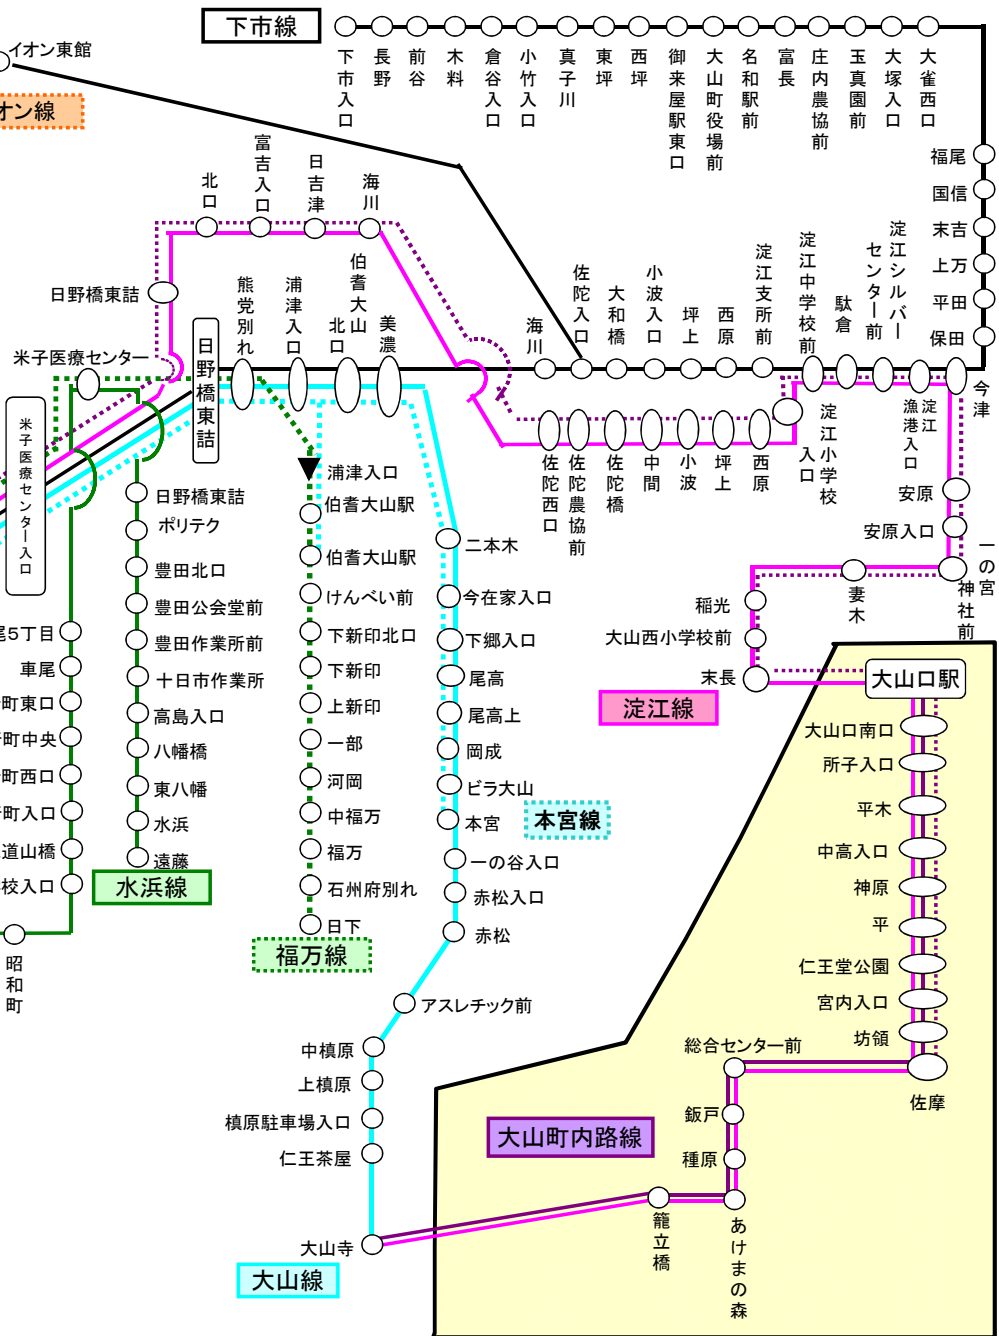 下市線
下市入口
長野
前谷
木料
倉谷入口
小竹入口
真子川
東坪
西坪
御来屋駅東口
大山町役場前
名和駅前
富長
庄内農協前
玉真園前
大塚入口
大雀西口
イオン東館
オン線
福尾
国信
末吉
上万
平田
保田
北口
富吉入口
日吉津
海川
日野橋東詰
米子医療センター
日野橋東詰
熊党別れ
浦津入口
伯耆大山
北口
美濃
海川
佐陀入口
大和橋
小波入口
坪上
西原
淀江支所前
淀江中学校前
駄倉
淀江シルバー
センター前
淀江
漁港入口
今津
米子医療センター入口
佐陀西口
佐陀農協前
佐陀橋
中間
小波
坪上
西原
淀江小学校
入口
安原
安原入口
一の宮
神社前
妻木
稲光
大山西小学校前
末長
淀江線
浦津入口
伯耆大山駅
伯耆大山駅
けんべい前
下新印北口
下新印
上新印
一部
河岡
中福万
福万
石州府別れ
日下
福万線
日野橋東詰
ポリテク
豊田北口
豊田公会堂前
豊田作業所前
十日市作業所
高島入口
八幡橋
東八幡
水浜
遠藤
水浜線
尾5丁目
車尾
町東口
町中央
町西口
町入口
道山橋
校入口
昭和町
二本木
今在家入口
下郷入口
尾高
尾高上
岡成
ビラ大山
本宮
本宮線
一の谷入口
赤松入口
赤松
アスレチック前
中槙原
上槙原
槙原駐車場入口
仁王茶屋
大山寺
大山線
大山口駅
大山口南口
所子入口
平木
中高入口
神原
平
仁王堂公園
宮内入口
坊領
佐摩
総合センター前
鈑戸
種原
あけまの森
籠立橋
大山町内路線